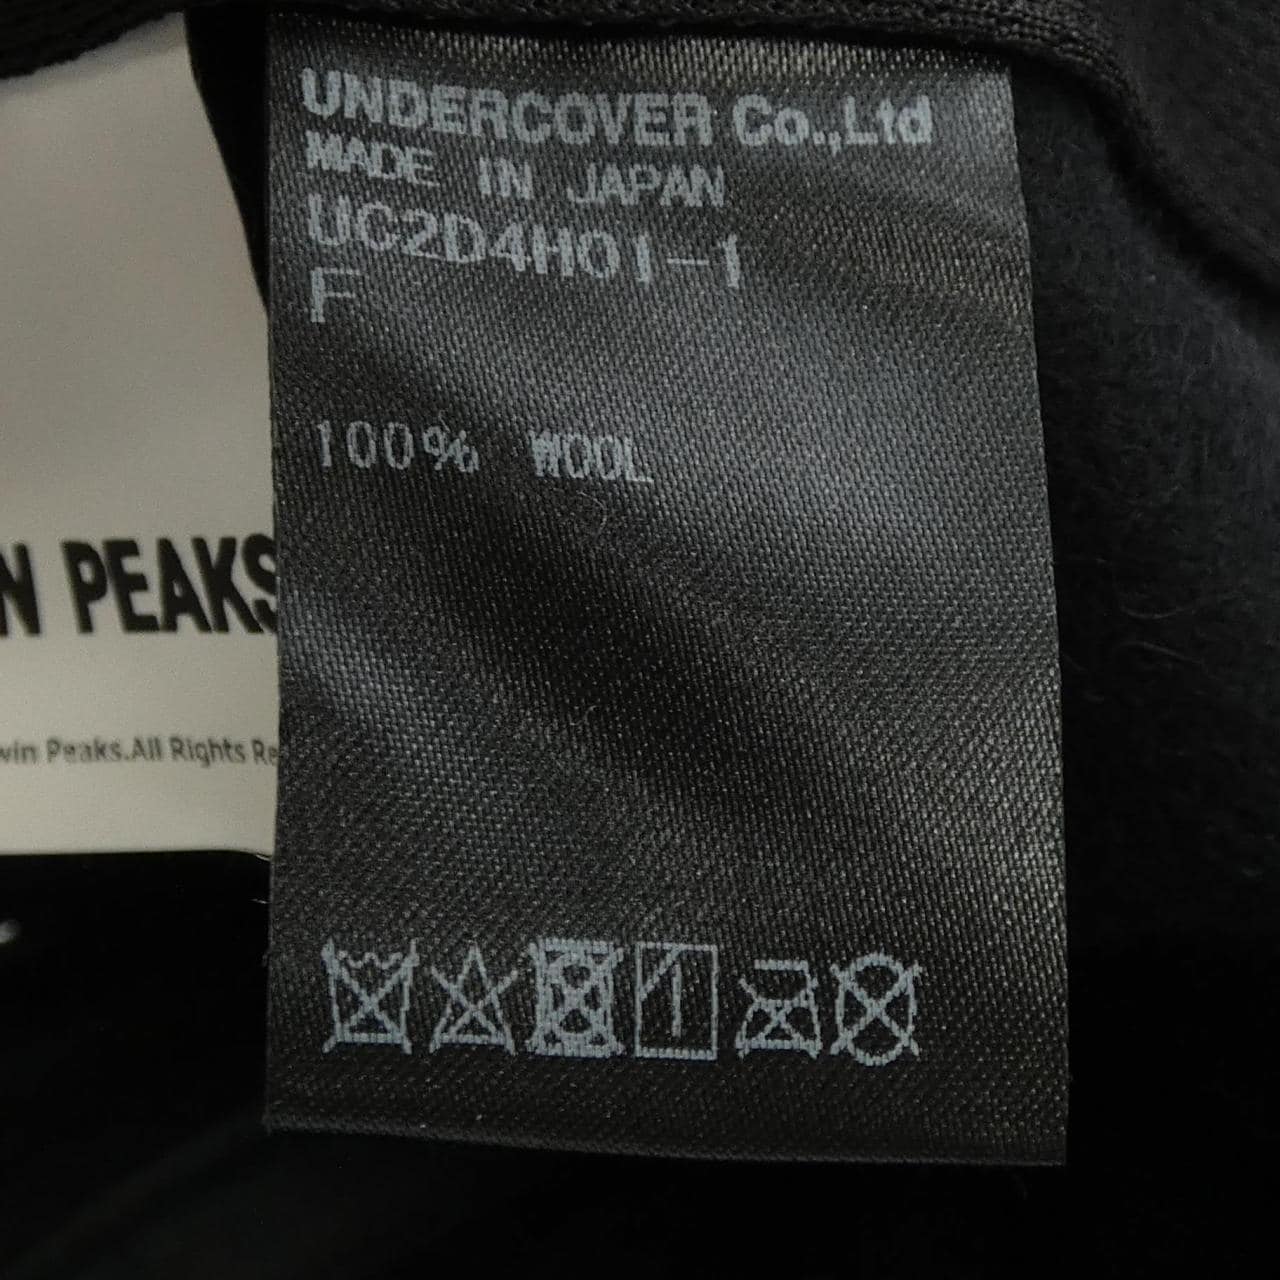 UNDERCOVER Co.,Ltd
MADE IN JAPAN
UC2D4H01-1
F
100% WOOL
N PEAKS
win Peaks.All Rights Re